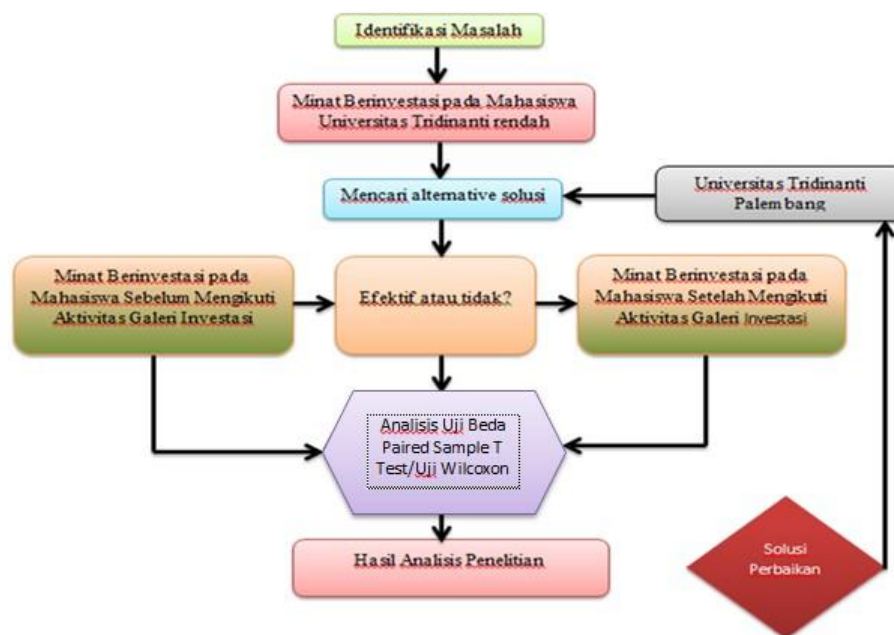 Identifikasi Masalah
Minat Berinvestasi pada Mahasiswa
Universitas Tridinanti rendah
Mencari alternative solusi
Universitas Tridinanti
Palembang
Minat Berinvestasi pada
Mahasiswa Sebelum Mengikuti
Aktivitas Galeri Investasi
Efektif atau tidak?
Minat Berinvestasi pada
Mahasiswa Setelah Mengikuti
Aktivitas Galeri Investasi
Analisis Uji Beda
Paired Sample T
Test/Uji Wilcoxon
Hasil Analisis Penelitian
Solusi
Perbaikan